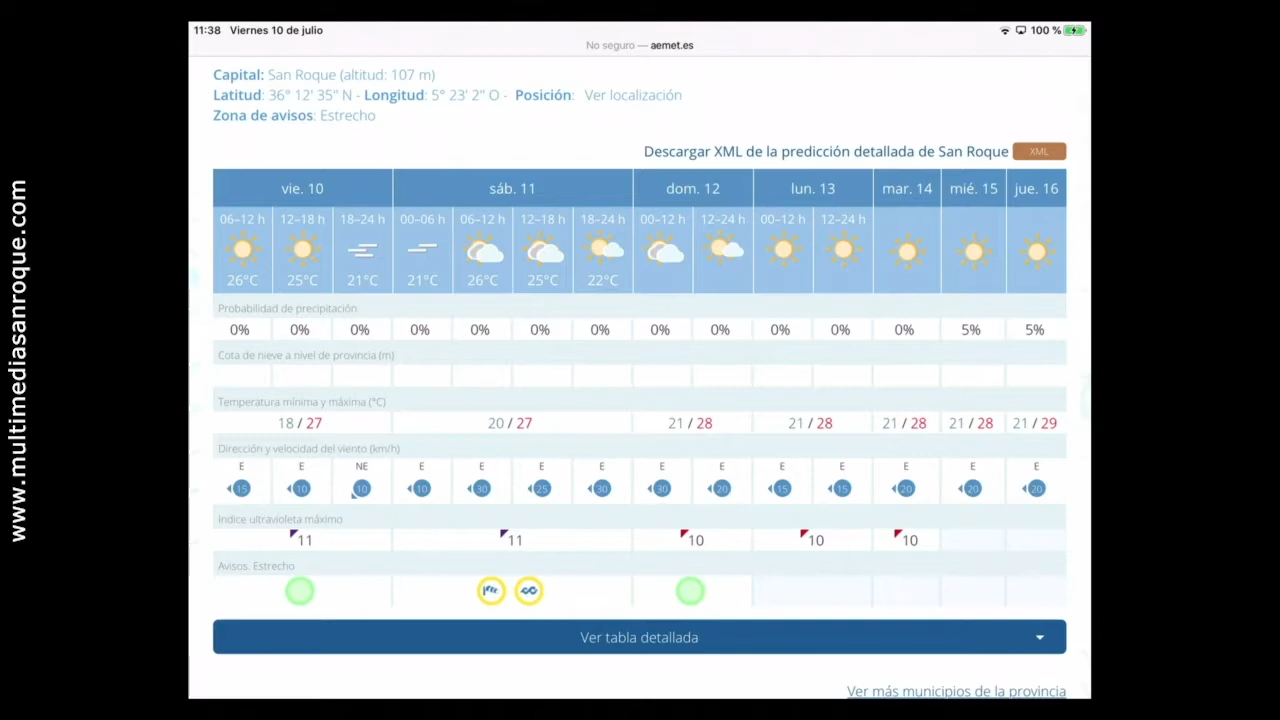 11:38 Viernes 10 de julio 100 %
No seguro — aemet.es
Capital: San Roque (altitud: 107 m)
Latitud: 36° 12' 35'' N - Longitud: 5° 23' 2'' O - Posición: Ver localización
Zona de avisos: Estrecho
Descargar XML de la predicción detallada de San Roque XML
vie. 10 sáb. 11 dom. 12 lun. 13 mar. 14 mié. 15 jue. 16
06–12 h 12–18 h 18–24 h 00–06 h 06–12 h 12–18 h 18–24 h 00–12 h 12–24 h 00–12 h 12–24 h
26°C 25°C 21°C 21°C 26°C 25°C 22°C
Probabilidad de precipitación
0% 0% 0% 0% 0% 0% 0% 0% 0% 0% 0% 0% 5% 5%
Cota de nieve a nivel de provincia (m)
Temperatura mínima y máxima (°C)
18 / 27 20 / 27 21 / 28 21 / 28 21 / 28 21 / 28 21 / 29
Dirección y velocidad del viento (km/h)
E E NE E E E E E E E E E E E
15 10 10 10 30 25 30 30 20 15 15 20 20 20
Indice ultravioleta máximo
11 11 10 10 10
Avisos. Estrecho
Ver tabla detallada
Ver más municipios de la provincia
www.multimediasanroque.com